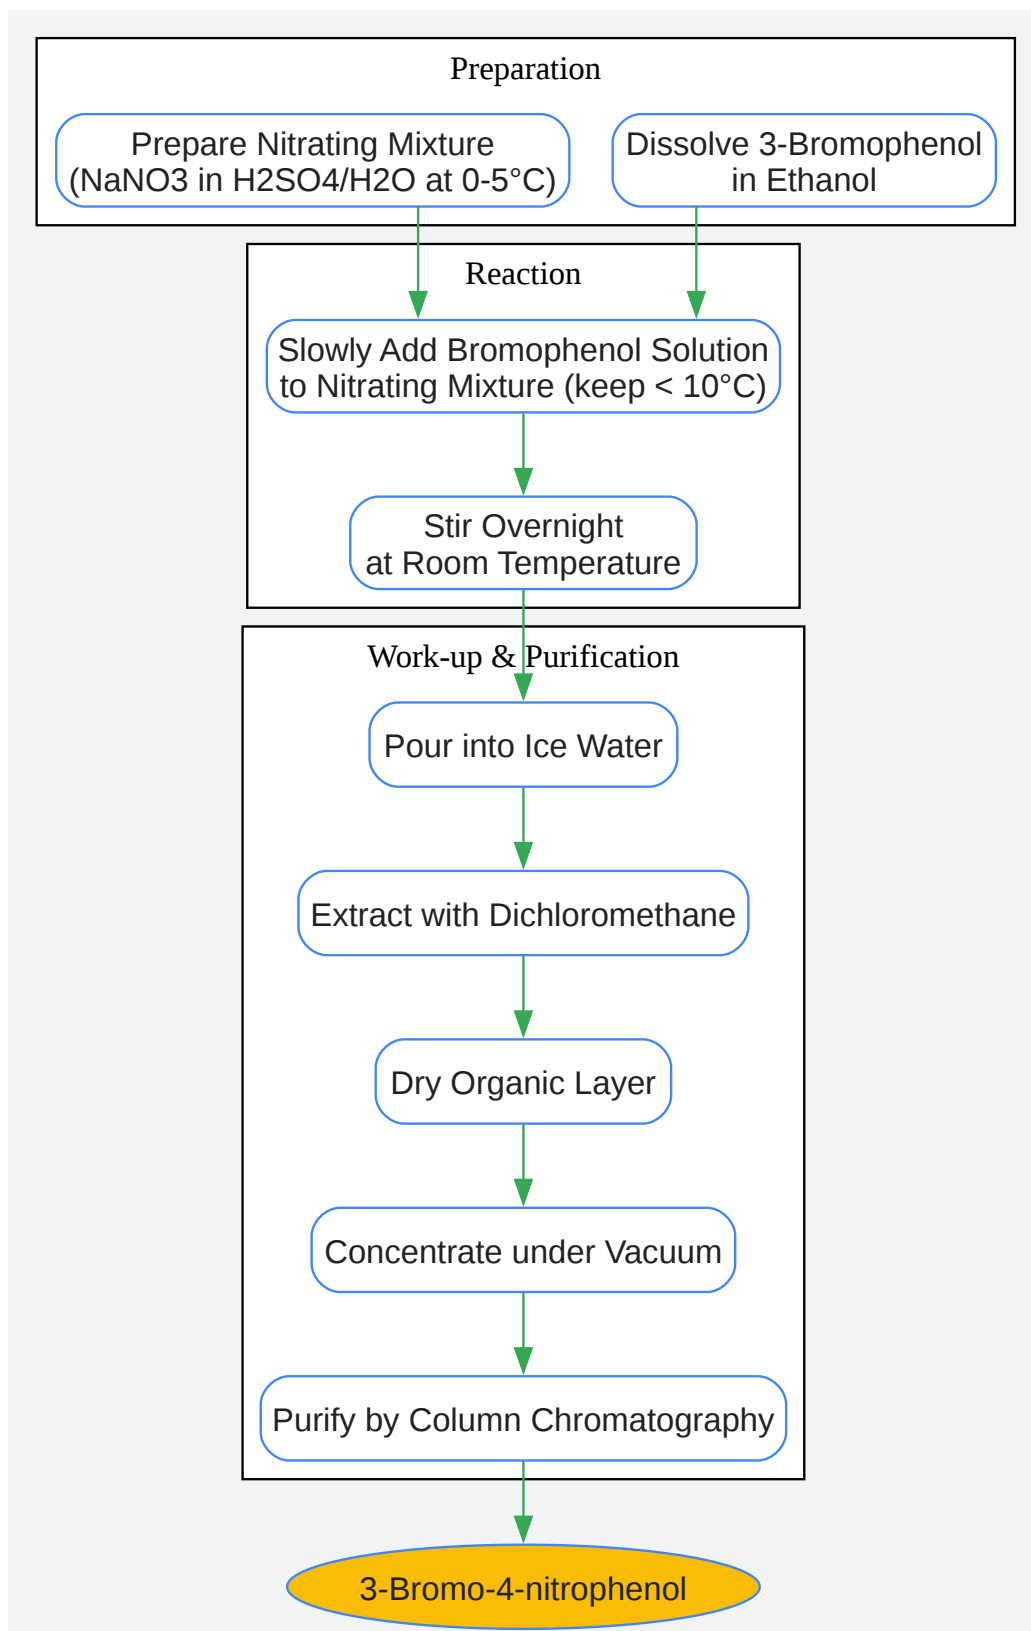 Preparation
Prepare Nitrating Mixture
(NaNO3 in H2SO4/H2O at 0-5°C)
Dissolve 3-Bromophenol
in Ethanol
Reaction
Slowly Add Bromophenol Solution
to Nitrating Mixture (keep < 10°C)
Stir Overnight
at Room Temperature
Work-up & Purification
Pour into Ice Water
Extract with Dichloromethane
Dry Organic Layer
Concentrate under Vacuum
Purify by Column Chromatography
3-Bromo-4-nitrophenol